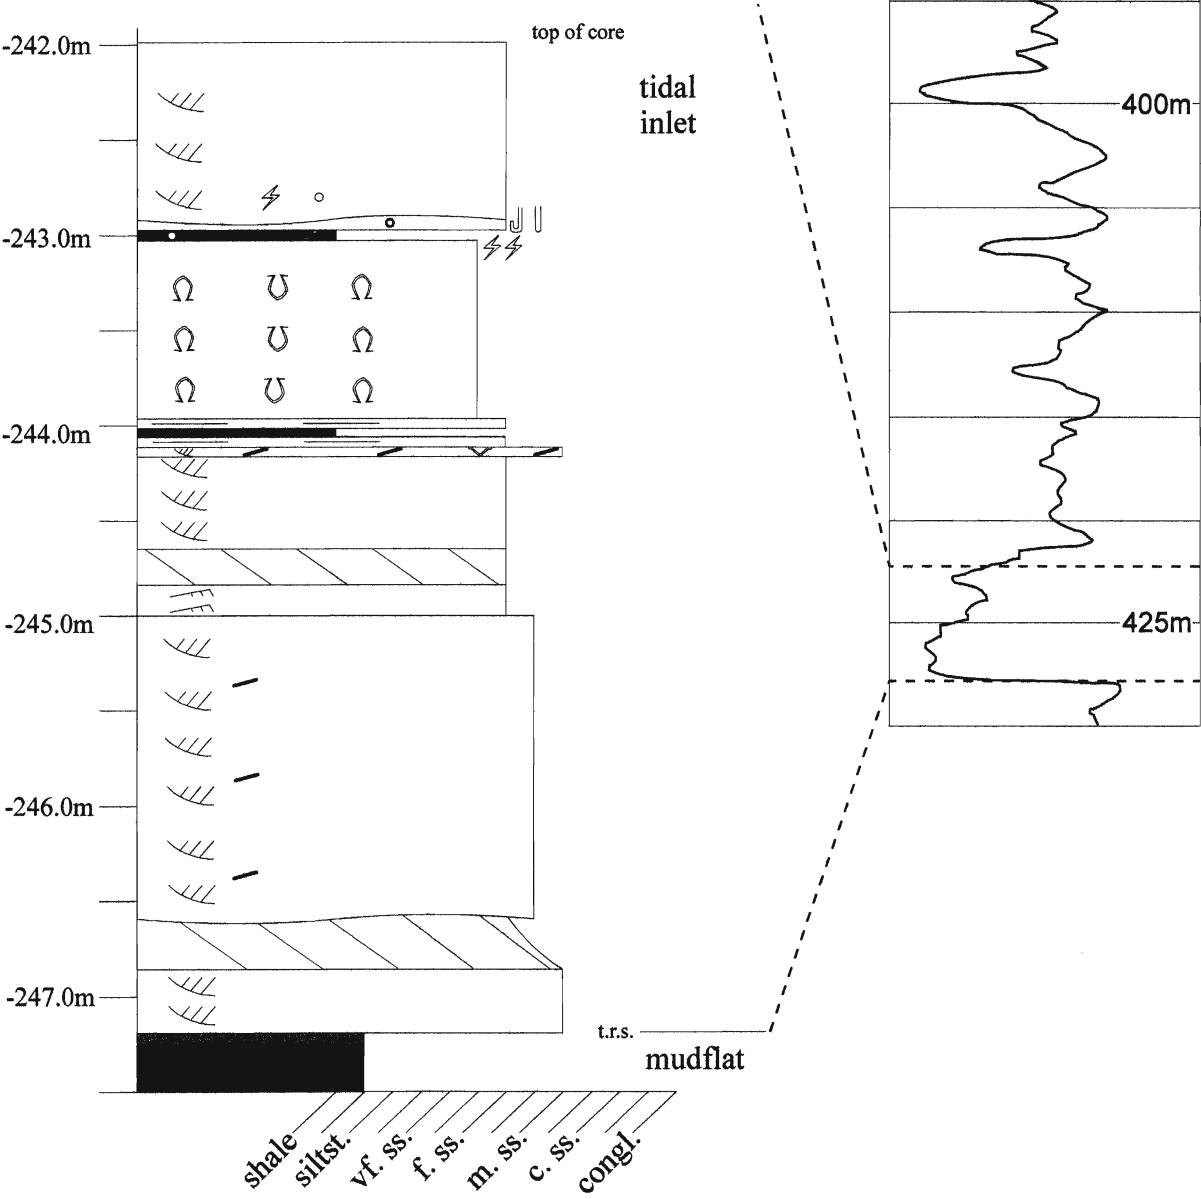 -242.0m
top of core
tidal
inlet
400m
-243.0m
-244.0m
-245.0m
425m
-246.0m
-247.0m
t.r.s.
mudflat
shale
siltst.
vf. ss.
f. ss.
m. ss.
c. ss.
congl.